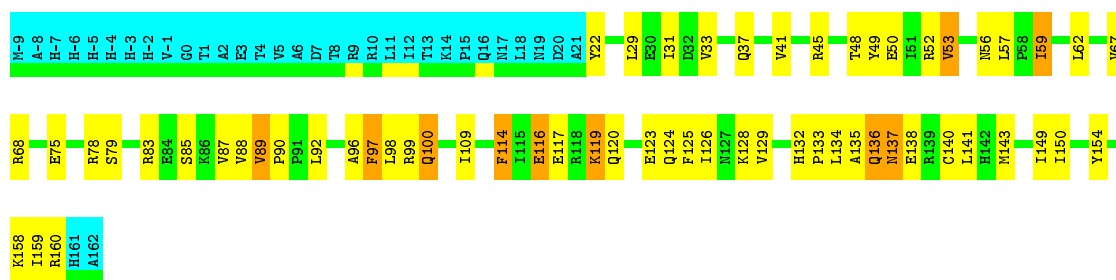 M-9 A-8 H-7 H-6 H-5 H-4 H-3 H-2 V-1 G0 T1 A2 E3 T4 V5 A6 D7 T8 R9 R10 L11 I12 T13 K14 P15 Q16 N17 L18 N19 D20 A21 Y22 L29 E30 I31 D32 V33 Q37 V41 R45 T48 Y49 E50 I51 R52 V53 N56 L57 P58 I59 L62 V67
R68 E75 R78 S79 R83 E84 S85 K86 V87 V88 V89 P90 P91 L92 A96 F97 L98 R99 Q100 I109 F114 I115 E116 E117 R118 K119 Q120 E123 Q124 F125 I126 N127 K128 V129 H132 P133 L134 A135 Q136 N137 E138 R139 C140 L141 H142 M143 I149 I150 Y154
K158 I159 R160 H161 A162